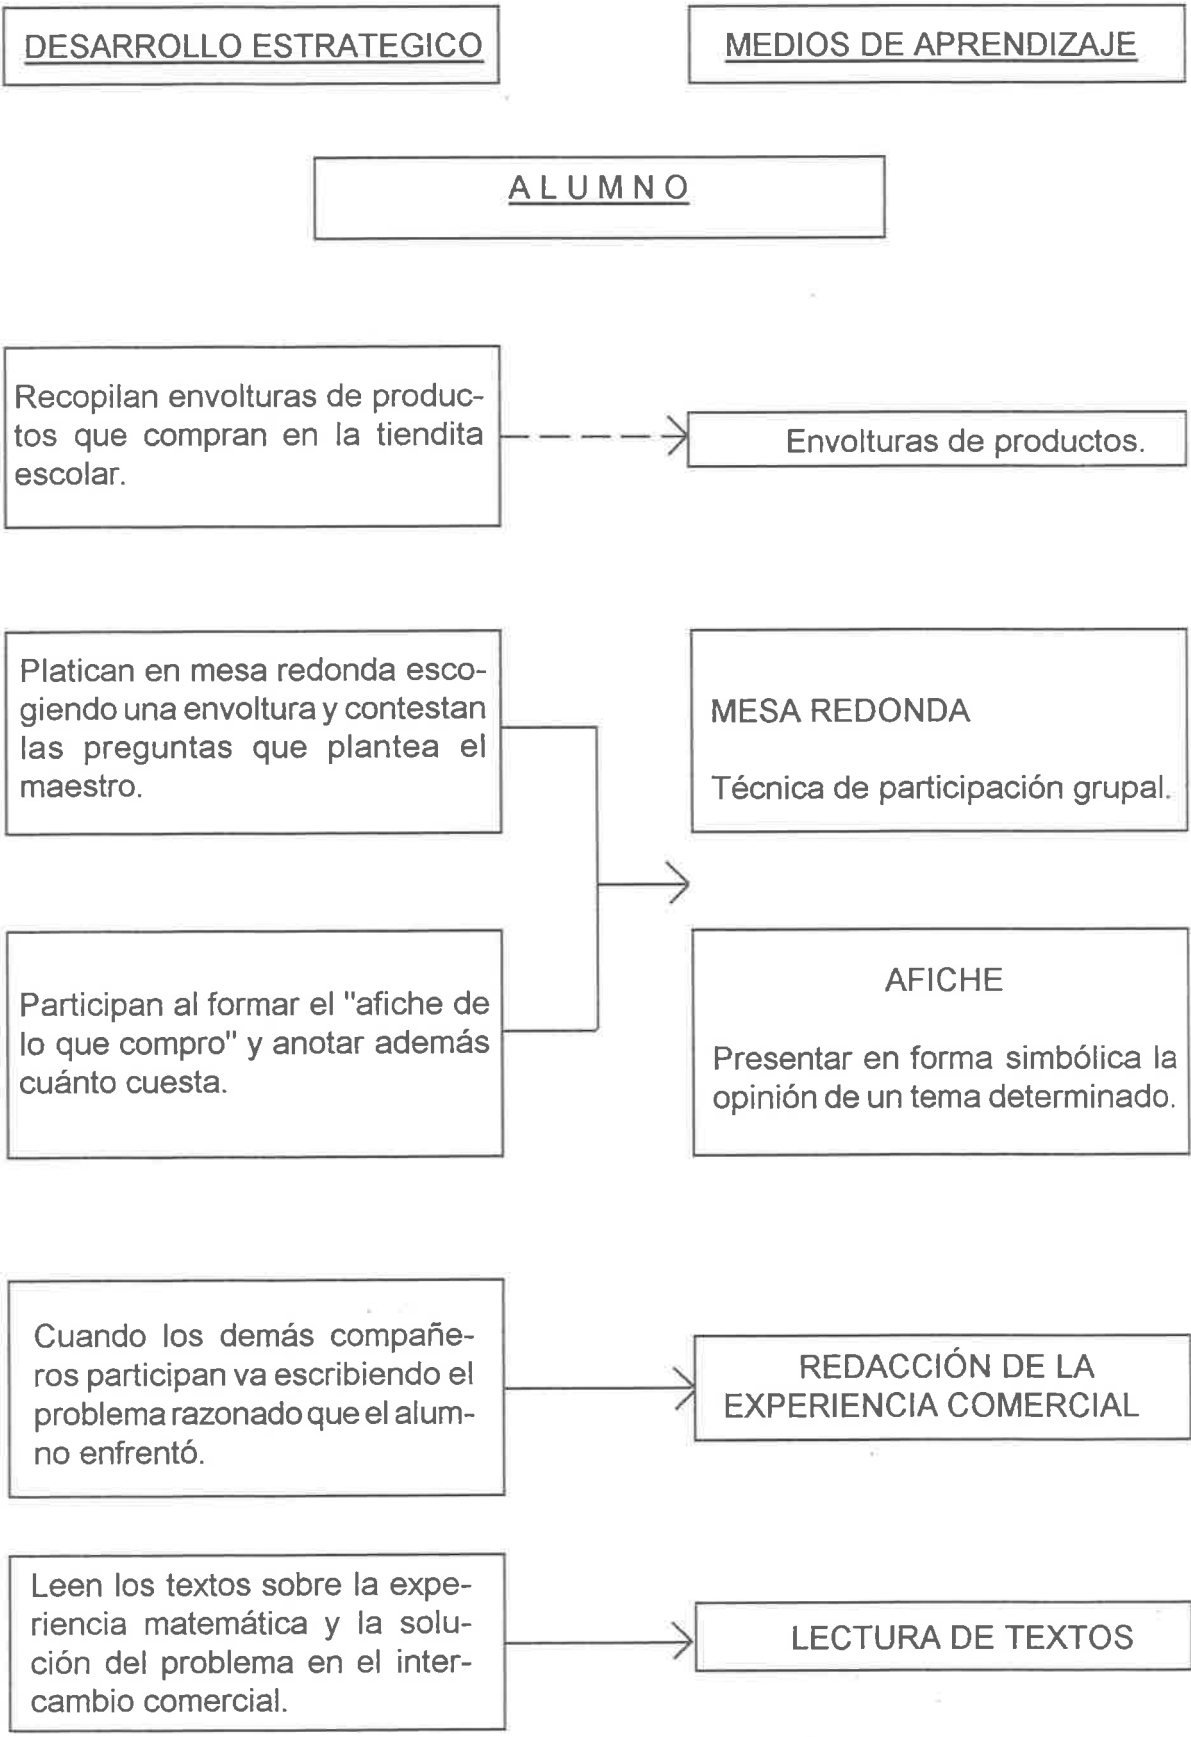 DESARROLLO ESTRATEGICO
MEDIOS DE APRENDIZAJE
ALUMNO
Recopilan envolturas de produc-
tos que compran en la tiendita
escolar.
Envolturas de productos.
Platican en mesa redonda esco-
giendo una envoltura y contestan
las preguntas que plantea el
maestro.
MESA REDONDA
Técnica de participación grupal.
Participan al formar el "afiche de
lo que compro" y anotar además
cuánto cuesta.
AFICHE
Presentar en forma simbólica la
opinión de un tema determinado.
Cuando los demás compañe-
ros participan va escribiendo el
problema razonado que el alum-
no enfrentó.
REDACCIÓN DE LA
EXPERIENCIA COMERCIAL
Leen los textos sobre la expe-
riencia matemática y la solu-
ción del problema en el inter-
cambio comercial.
LECTURA DE TEXTOS